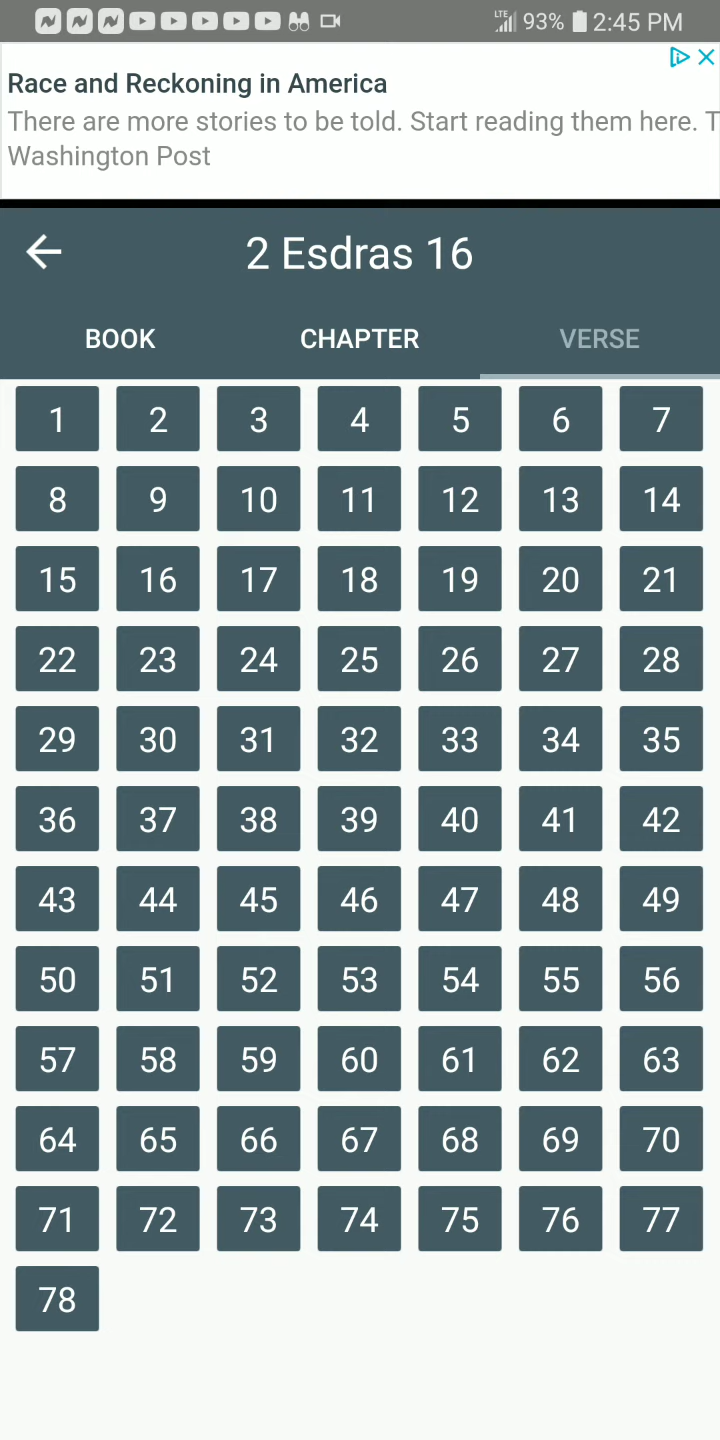 LTE 93% 2:45 PM
Race and Reckoning in America
There are more stories to be told. Start reading them here. T
Washington Post
2 Esdras 16
BOOK CHAPTER VERSE
1 2 3 4 5 6 7
8 9 10 11 12 13 14
15 16 17 18 19 20 21
22 23 24 25 26 27 28
29 30 31 32 33 34 35
36 37 38 39 40 41 42
43 44 45 46 47 48 49
50 51 52 53 54 55 56
57 58 59 60 61 62 63
64 65 66 67 68 69 70
71 72 73 74 75 76 77
78